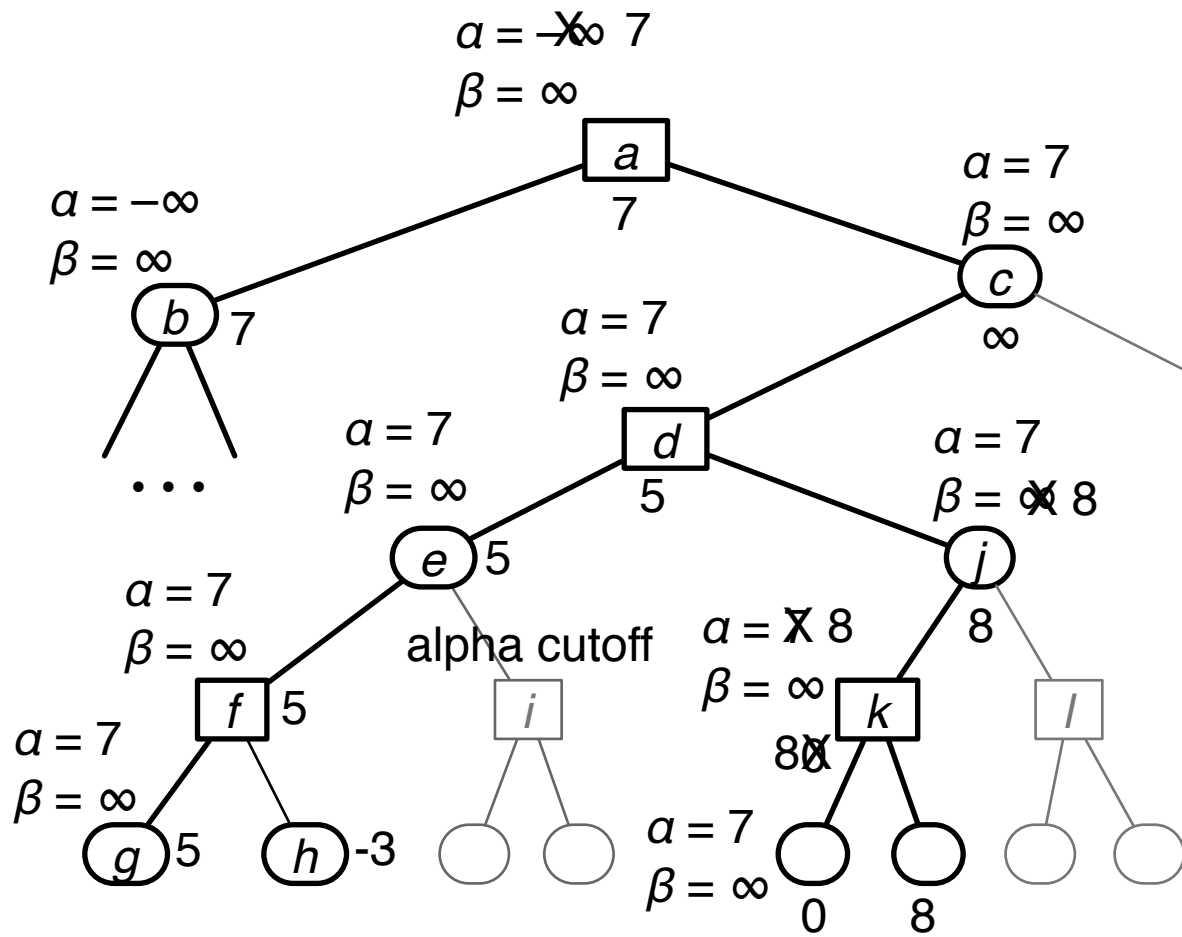 α = –∞ 7
β = ∞
a
7
α = 7
β = ∞
c
∞
α = –∞
β = ∞
b
7
. . .
α = 7
β = ∞
d
5
α = 7
β = ∞
e
5
α = 7
β = ∞ 8
j
8
alpha cutoff
α = 7
β = ∞
f
5
i
α = 7 8
β = ∞
k
8 0
l
α = 7
β = ∞
g
5
h
-3
α = 7
β = ∞
0
8